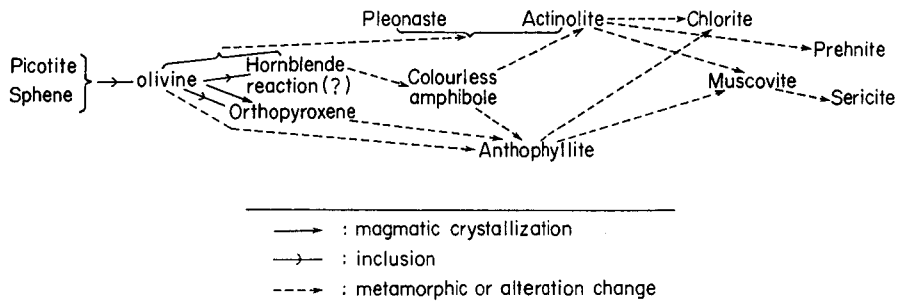 Pleonaste
Actinolite
Chlorite
Prehnite
Picotite
Sphene
olivine
Hornblende
reaction (?)
Orthopyroxene
Colourless
amphibole
Muscovite
Sericite
Anthophyllite
: magmatic crystallization
: inclusion
: metamorphic or alteration change